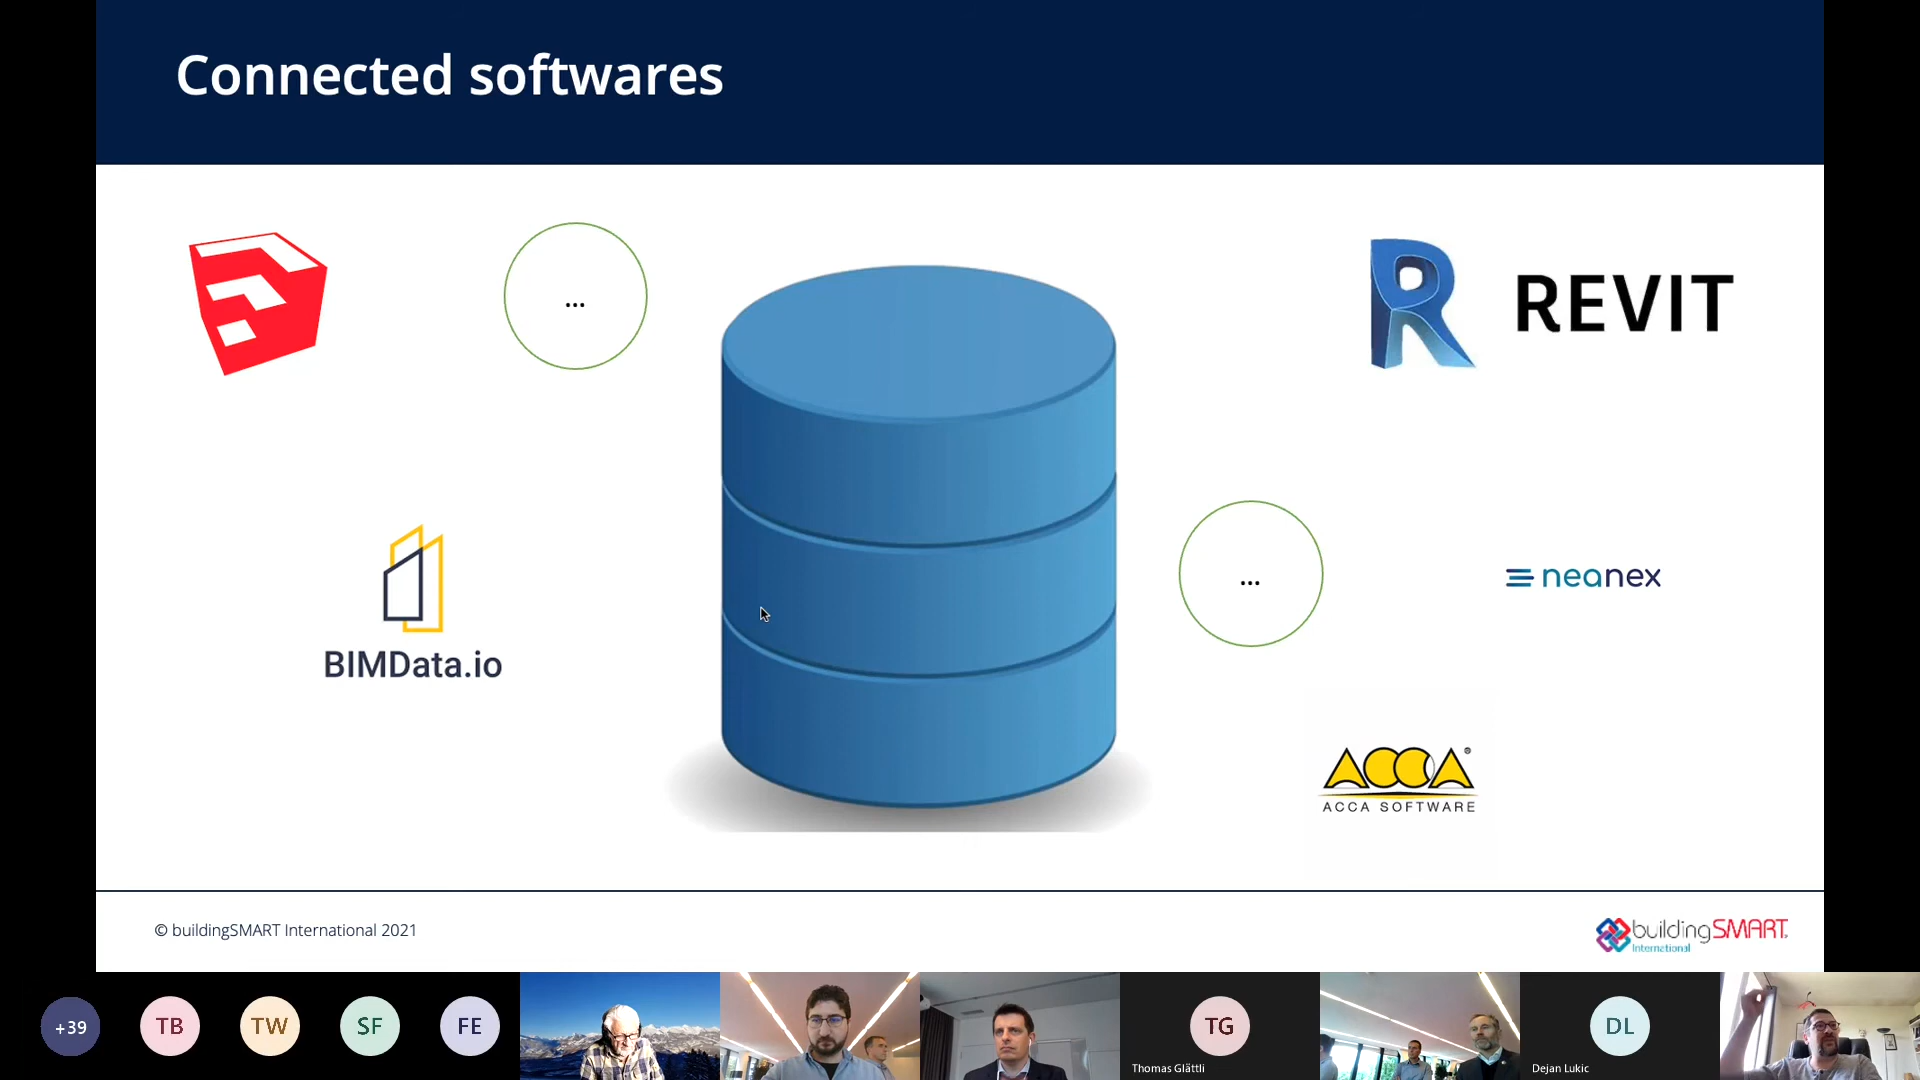 Connected softwares
...
REVIT
BIMData.io
...
neanex
ACCA ®
ACCA SOFTWARE
© buildingSMART International 2021
buildingSMART
International
+39
TB
TW
SF
FE
TG
Thomas Glättli
DL
Dejan Lukic